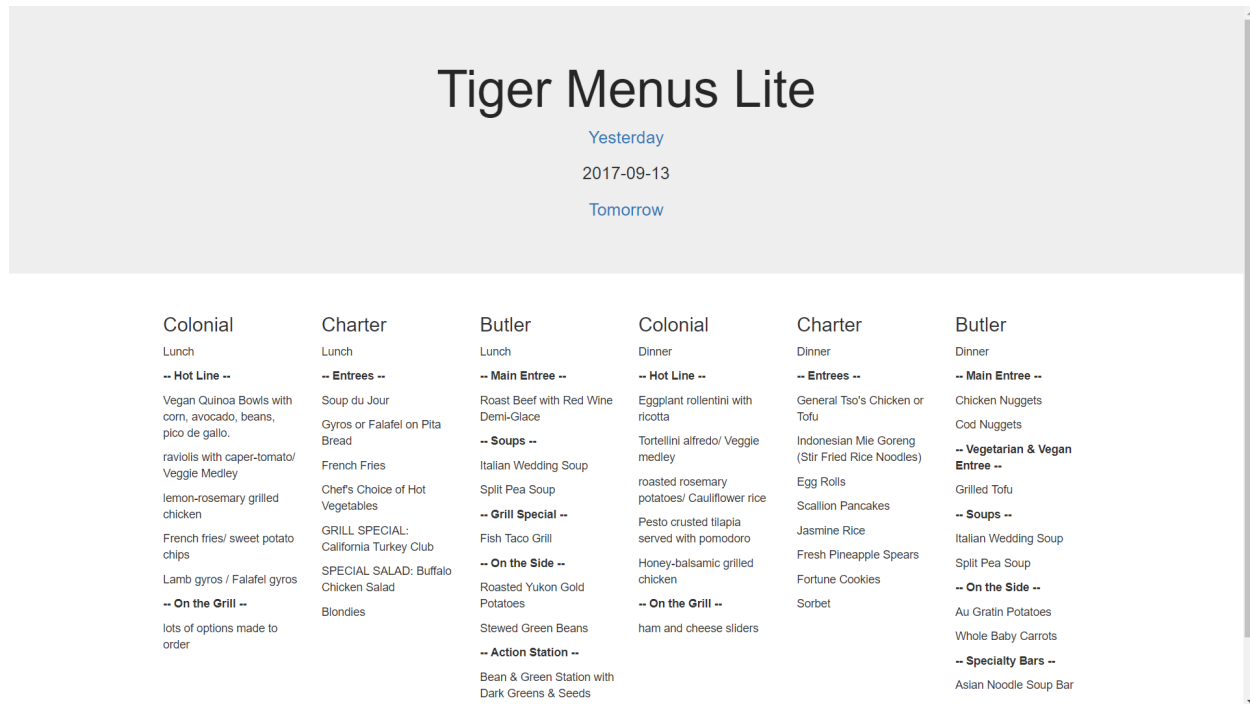 Tiger Menus Lite
Yesterday
2017-09-13
Tomorrow
Colonial
Lunch
-- Hot Line --
Vegan Quinoa Bowls with
corn, avocado, beans,
pico de gallo.
raviolis with caper-tomato/
Veggie Medley
lemon-rosemary grilled
chicken
French fries/ sweet potato
chips
Lamb gyros / Falafel gyros
-- On the Grill --
lots of options made to
order
Charter
Lunch
-- Entrees --
Soup du Jour
Gyros or Falafel on Pita
Bread
French Fries
Chef's Choice of Hot
Vegetables
GRILL SPECIAL:
California Turkey Club
SPECIAL SALAD: Buffalo
Chicken Salad
Blondies
Butler
Lunch
-- Main Entree --
Roast Beef with Red Wine
Demi-Glace
-- Soups --
Italian Wedding Soup
Split Pea Soup
-- Grill Special --
Fish Taco Grill
-- On the Side --
Roasted Yukon Gold
Potatoes
Stewed Green Beans
-- Action Station --
Bean & Green Station with
Dark Greens & Seeds
Colonial
Dinner
-- Hot Line --
Eggplant rollentini with
ricotta
Tortellini alfredo/ Veggie
medley
roasted rosemary
potatoes/ Cauliflower rice
Pesto crusted tilapia
served with pomodoro
Honey-balsamic grilled
chicken
-- On the Grill --
ham and cheese sliders
Charter
Dinner
-- Entrees --
General Tso's Chicken or
Tofu
Indonesian Mie Goreng
(Stir Fried Rice Noodles)
Egg Rolls
Scallion Pancakes
Jasmine Rice
Fresh Pineapple Spears
Fortune Cookies
Sorbet
Butler
Dinner
-- Main Entree --
Chicken Nuggets
Cod Nuggets
-- Vegetarian & Vegan
Entree --
Grilled Tofu
-- Soups --
Italian Wedding Soup
Split Pea Soup
-- On the Side --
Au Gratin Potatoes
Whole Baby Carrots
-- Specialty Bars --
Asian Noodle Soup Bar